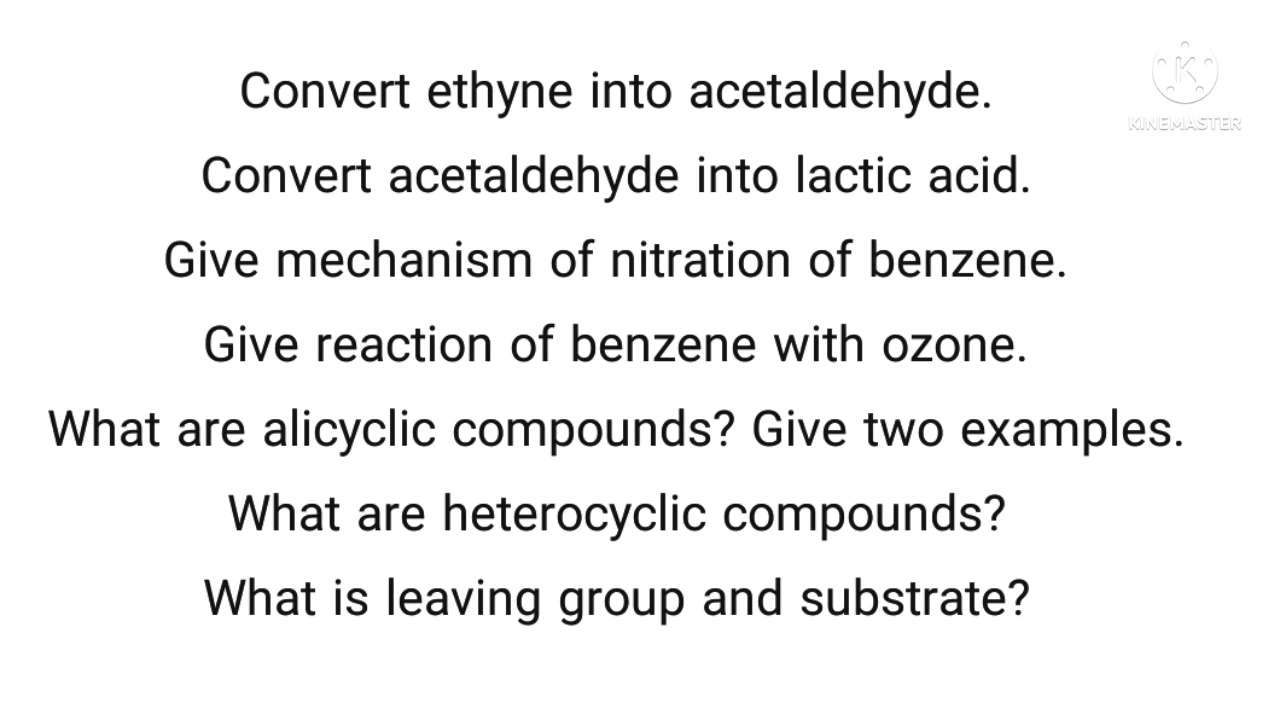 Convert ethyne into acetaldehyde.
KINEMASTER
Convert acetaldehyde into lactic acid.
Give mechanism of nitration of benzene.
Give reaction of benzene with ozone.
What are alicyclic compounds? Give two examples.
What are heterocyclic compounds?
What is leaving group and substrate?